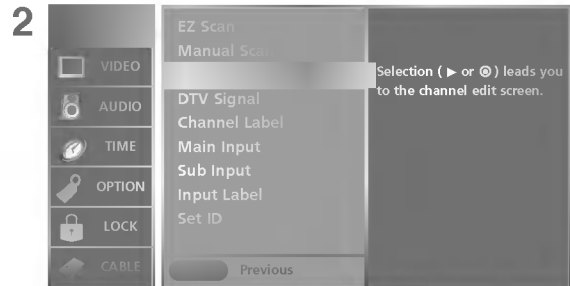 2
EZ Scan
Manual Scan
VIDEO
AUDIO
TIME
OPTION
LOCK
CABLE
DTV Signal
Channel Label
Main Input
Sub Input
Input Label
Set ID
Previous
Selection ( ▶ or ◎ ) leads you
to the channel edit screen.